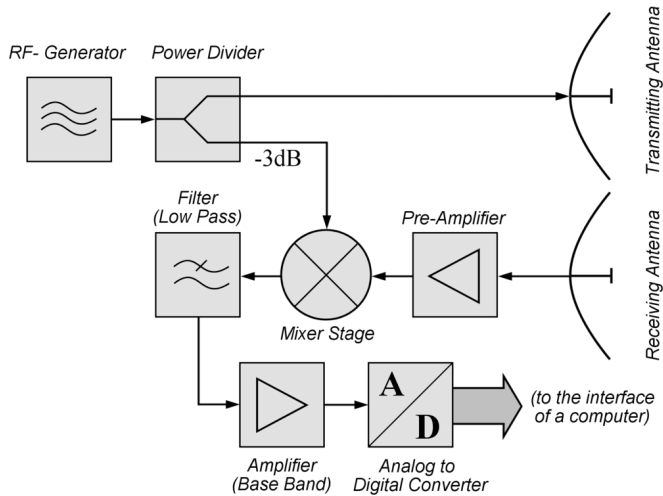 RF- Generator
Power Divider
Transmitting Antenna
-3dB
Filter
(Low Pass)
Pre-Amplifier
Receiving Antenna
Mixer Stage
A
D
(to the interface
of a computer)
Amplifier
(Base Band)
Analog to
Digital Converter